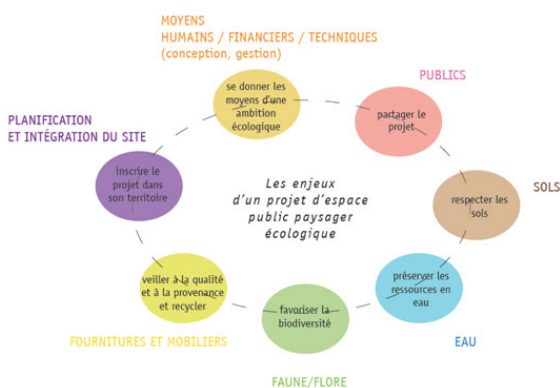 MOYENS
HUMAINS / FINANCIERS / TECHNIQUES
(conception, gestion)
se donner les
moyens d'une
ambition
écologique
PUBLICS
partager le
projet
PLANIFICATION
ET INTÉGRATION DU SITE
inscrire le
projet dans
son territoire
Les enjeux
d'un projet d'espace
public paysager
écologique
SOLS
respecter les
sols
veiller à la qualité
et à la provenance
et recycler
FOURNITURES ET MOBILIERS
favoriser la
biodiversité
FAUNE/FLORE
préserver les
ressources en
eau
EAU